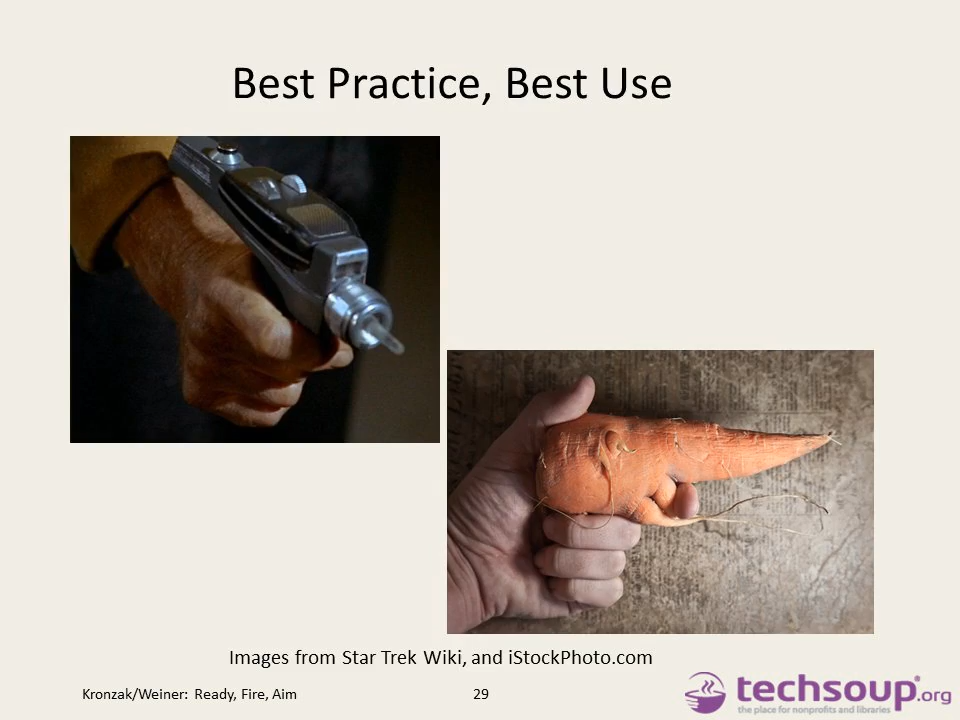 Best Practice, Best Use
Images from Star Trek Wiki, and iStockPhoto.com
Kronzak/Weiner: Ready, Fire, Aim
29
techsoup®.org
the place for nonprofits and libraries